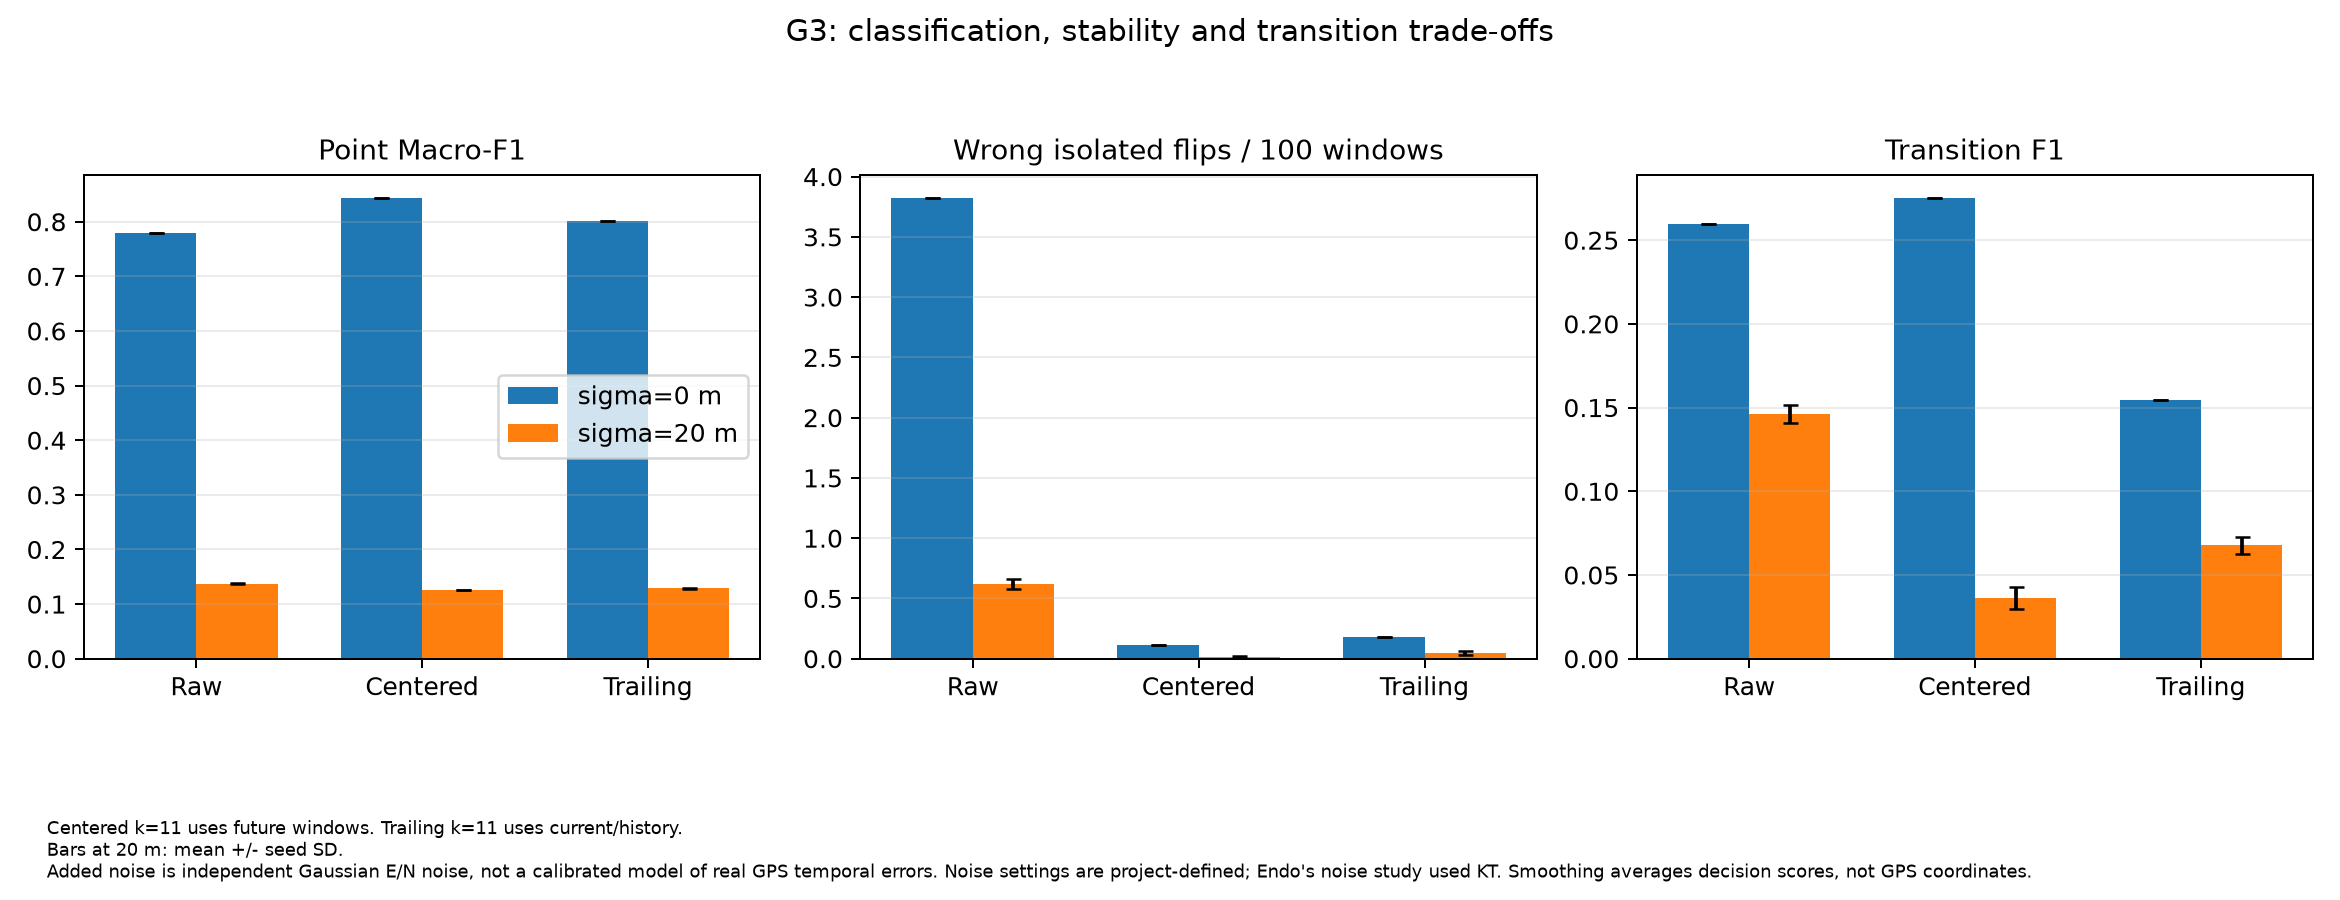 G3: classification, stability and transition trade-offs
Point Macro-F1
0.8
0.7
0.6
0.5
0.4
0.3
0.2
0.1
0.0
sigma=0 m
sigma=20 m
Raw
Centered
Trailing
Wrong isolated flips / 100 windows
4.0
3.5
3.0
2.5
2.0
1.5
1.0
0.5
0.0
Raw
Centered
Trailing
Transition F1
0.25
0.20
0.15
0.10
0.05
0.00
Raw
Centered
Trailing
Centered k=11 uses future windows. Trailing k=11 uses current/history.
Bars at 20 m: mean +/- seed SD.
Added noise is independent Gaussian E/N noise, not a calibrated model of real GPS temporal errors. Noise settings are project-defined; Endo's noise study used KT. Smoothing averages decision scores, not GPS coordinates.